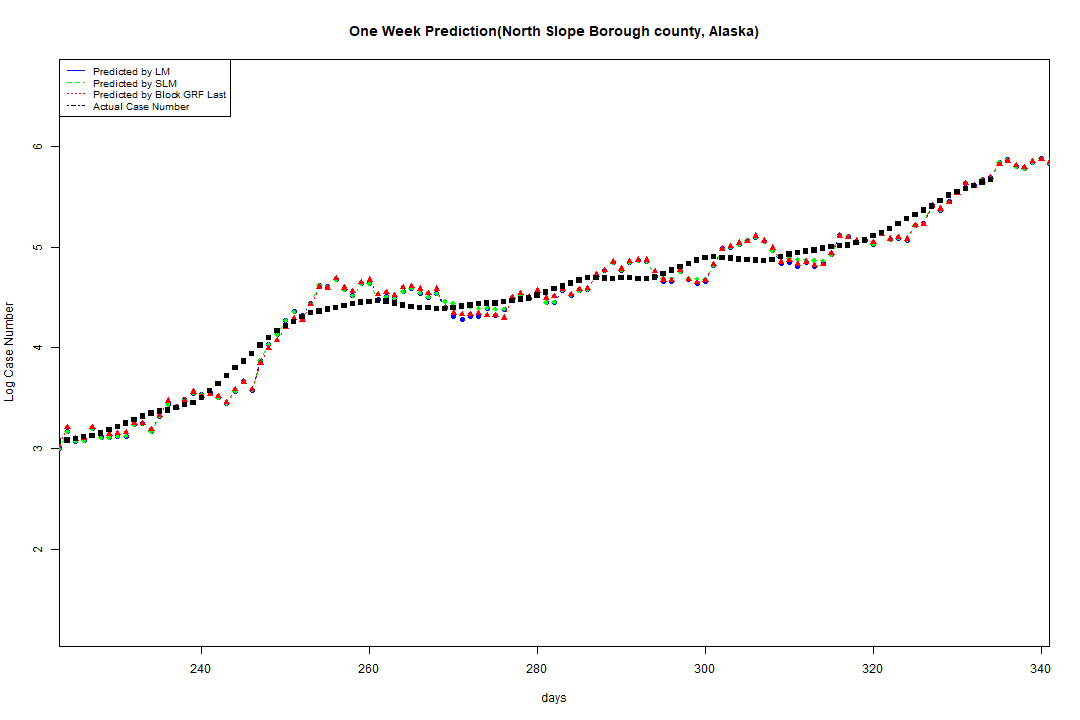 One Week Prediction(North Slope Borough county, Alaska)
Predicted by LM
Predicted by SLM
Predicted by Block GRF Last
Actual Case Number
6
5
4
3
2
Log Case Number
240 260 280 300 320 340
days